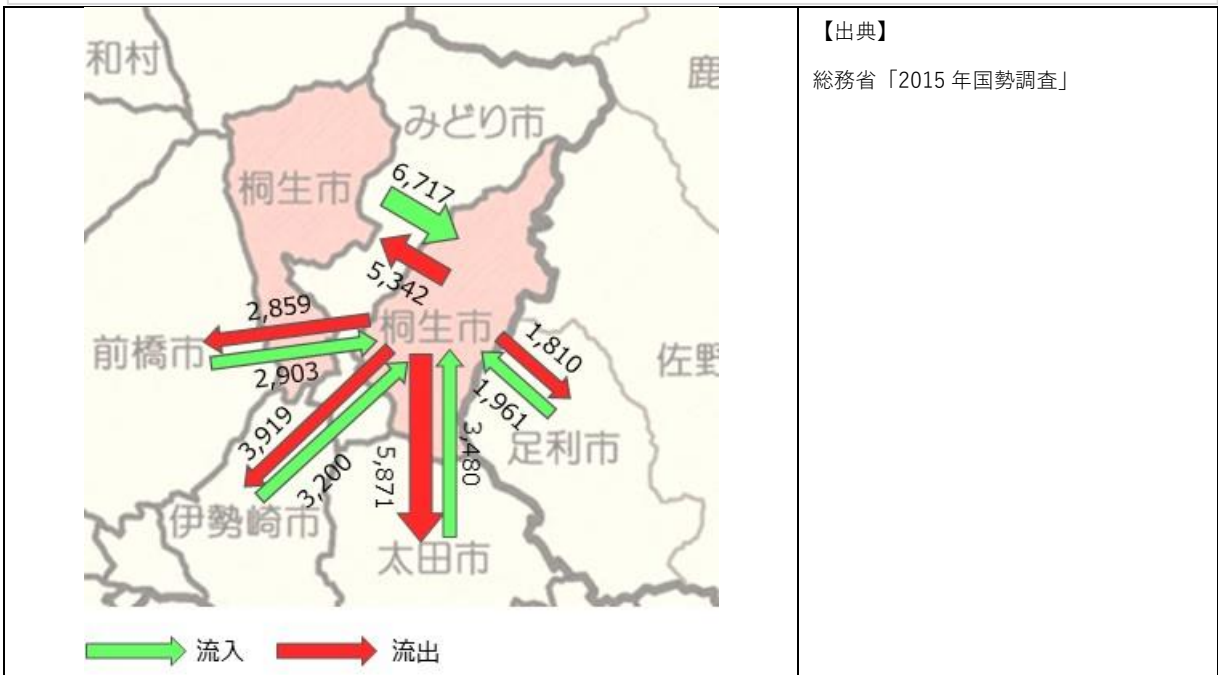 和村
鹿
みどり市
桐生市
6,717
5,342
2,859
桐生市
前橋市
2,903
1,810
佐野
1,961
3,919
3,200
5,871
3,480
足利市
伊勢崎市
太田市
流入
流出
【出典】
総務省「2015 年国勢調査」